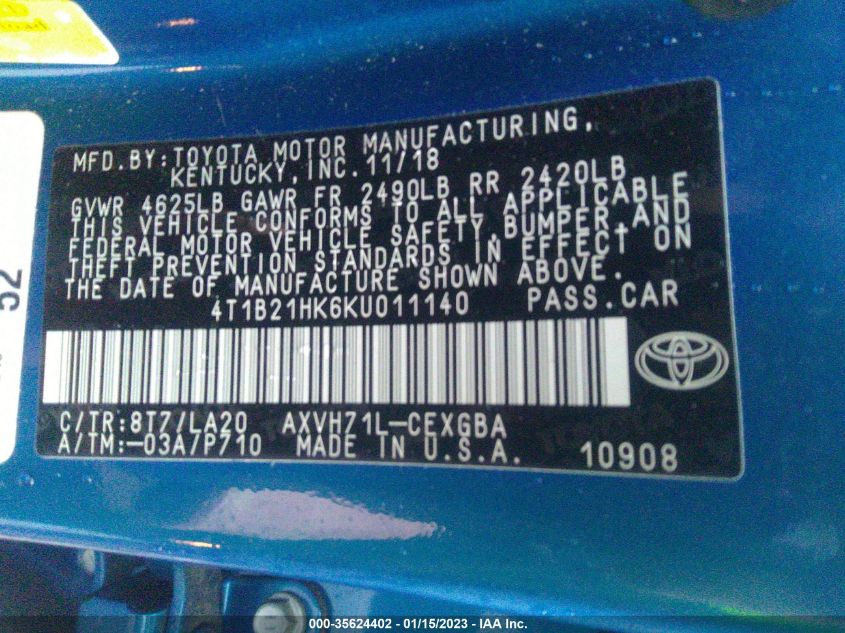 MFD.BY:TOYOTA MOTOR MANUFACTURING,
KENTUCKY, INC. 11/18
GVWR 4625LB GAWR FR 2490LB RR 2420LB
THIS VEHICLE CONFORMS TO ALL APPLICABLE
FEDERAL MOTOR VEHICLE SAFETY,BUMPER,AND
THEFT PREVENTION STANDARDS IN EFFECT ON
THE DATE OF MANUFACTURE SHOWN ABOVE.
4T1B21HK6KU011140 PASS.CAR
C/TR:8T7/LA20 AXVH71L-CEXGBA
A/TM:-03A/P710 MADE IN U.S.A. 10908
52
000-35624402 - 01/15/2023 - IAA Inc.